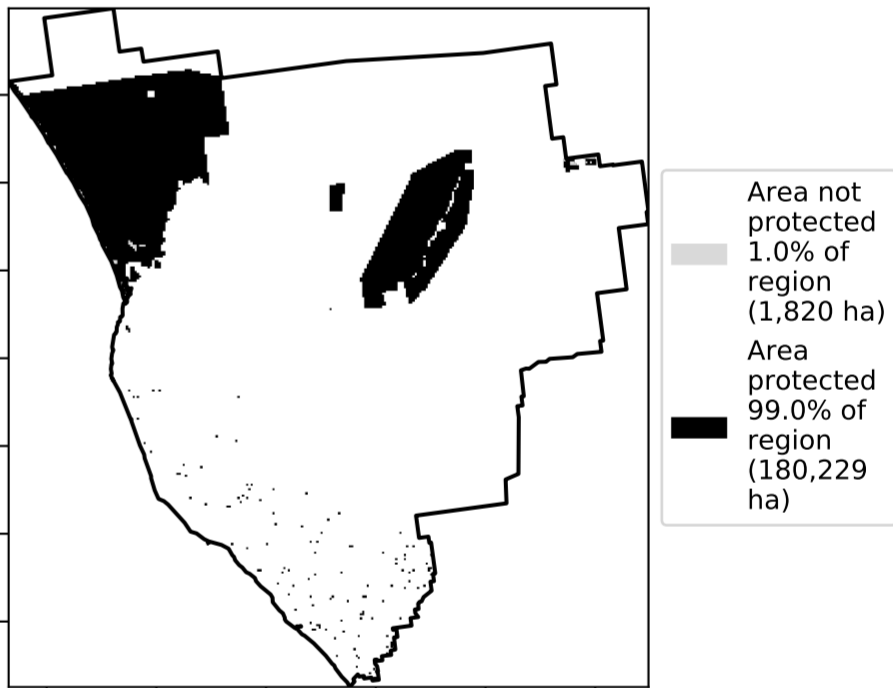 Area not
protected
1.0% of
region
(1,820 ha)
Area
protected
99.0% of
region
(180,229
ha)